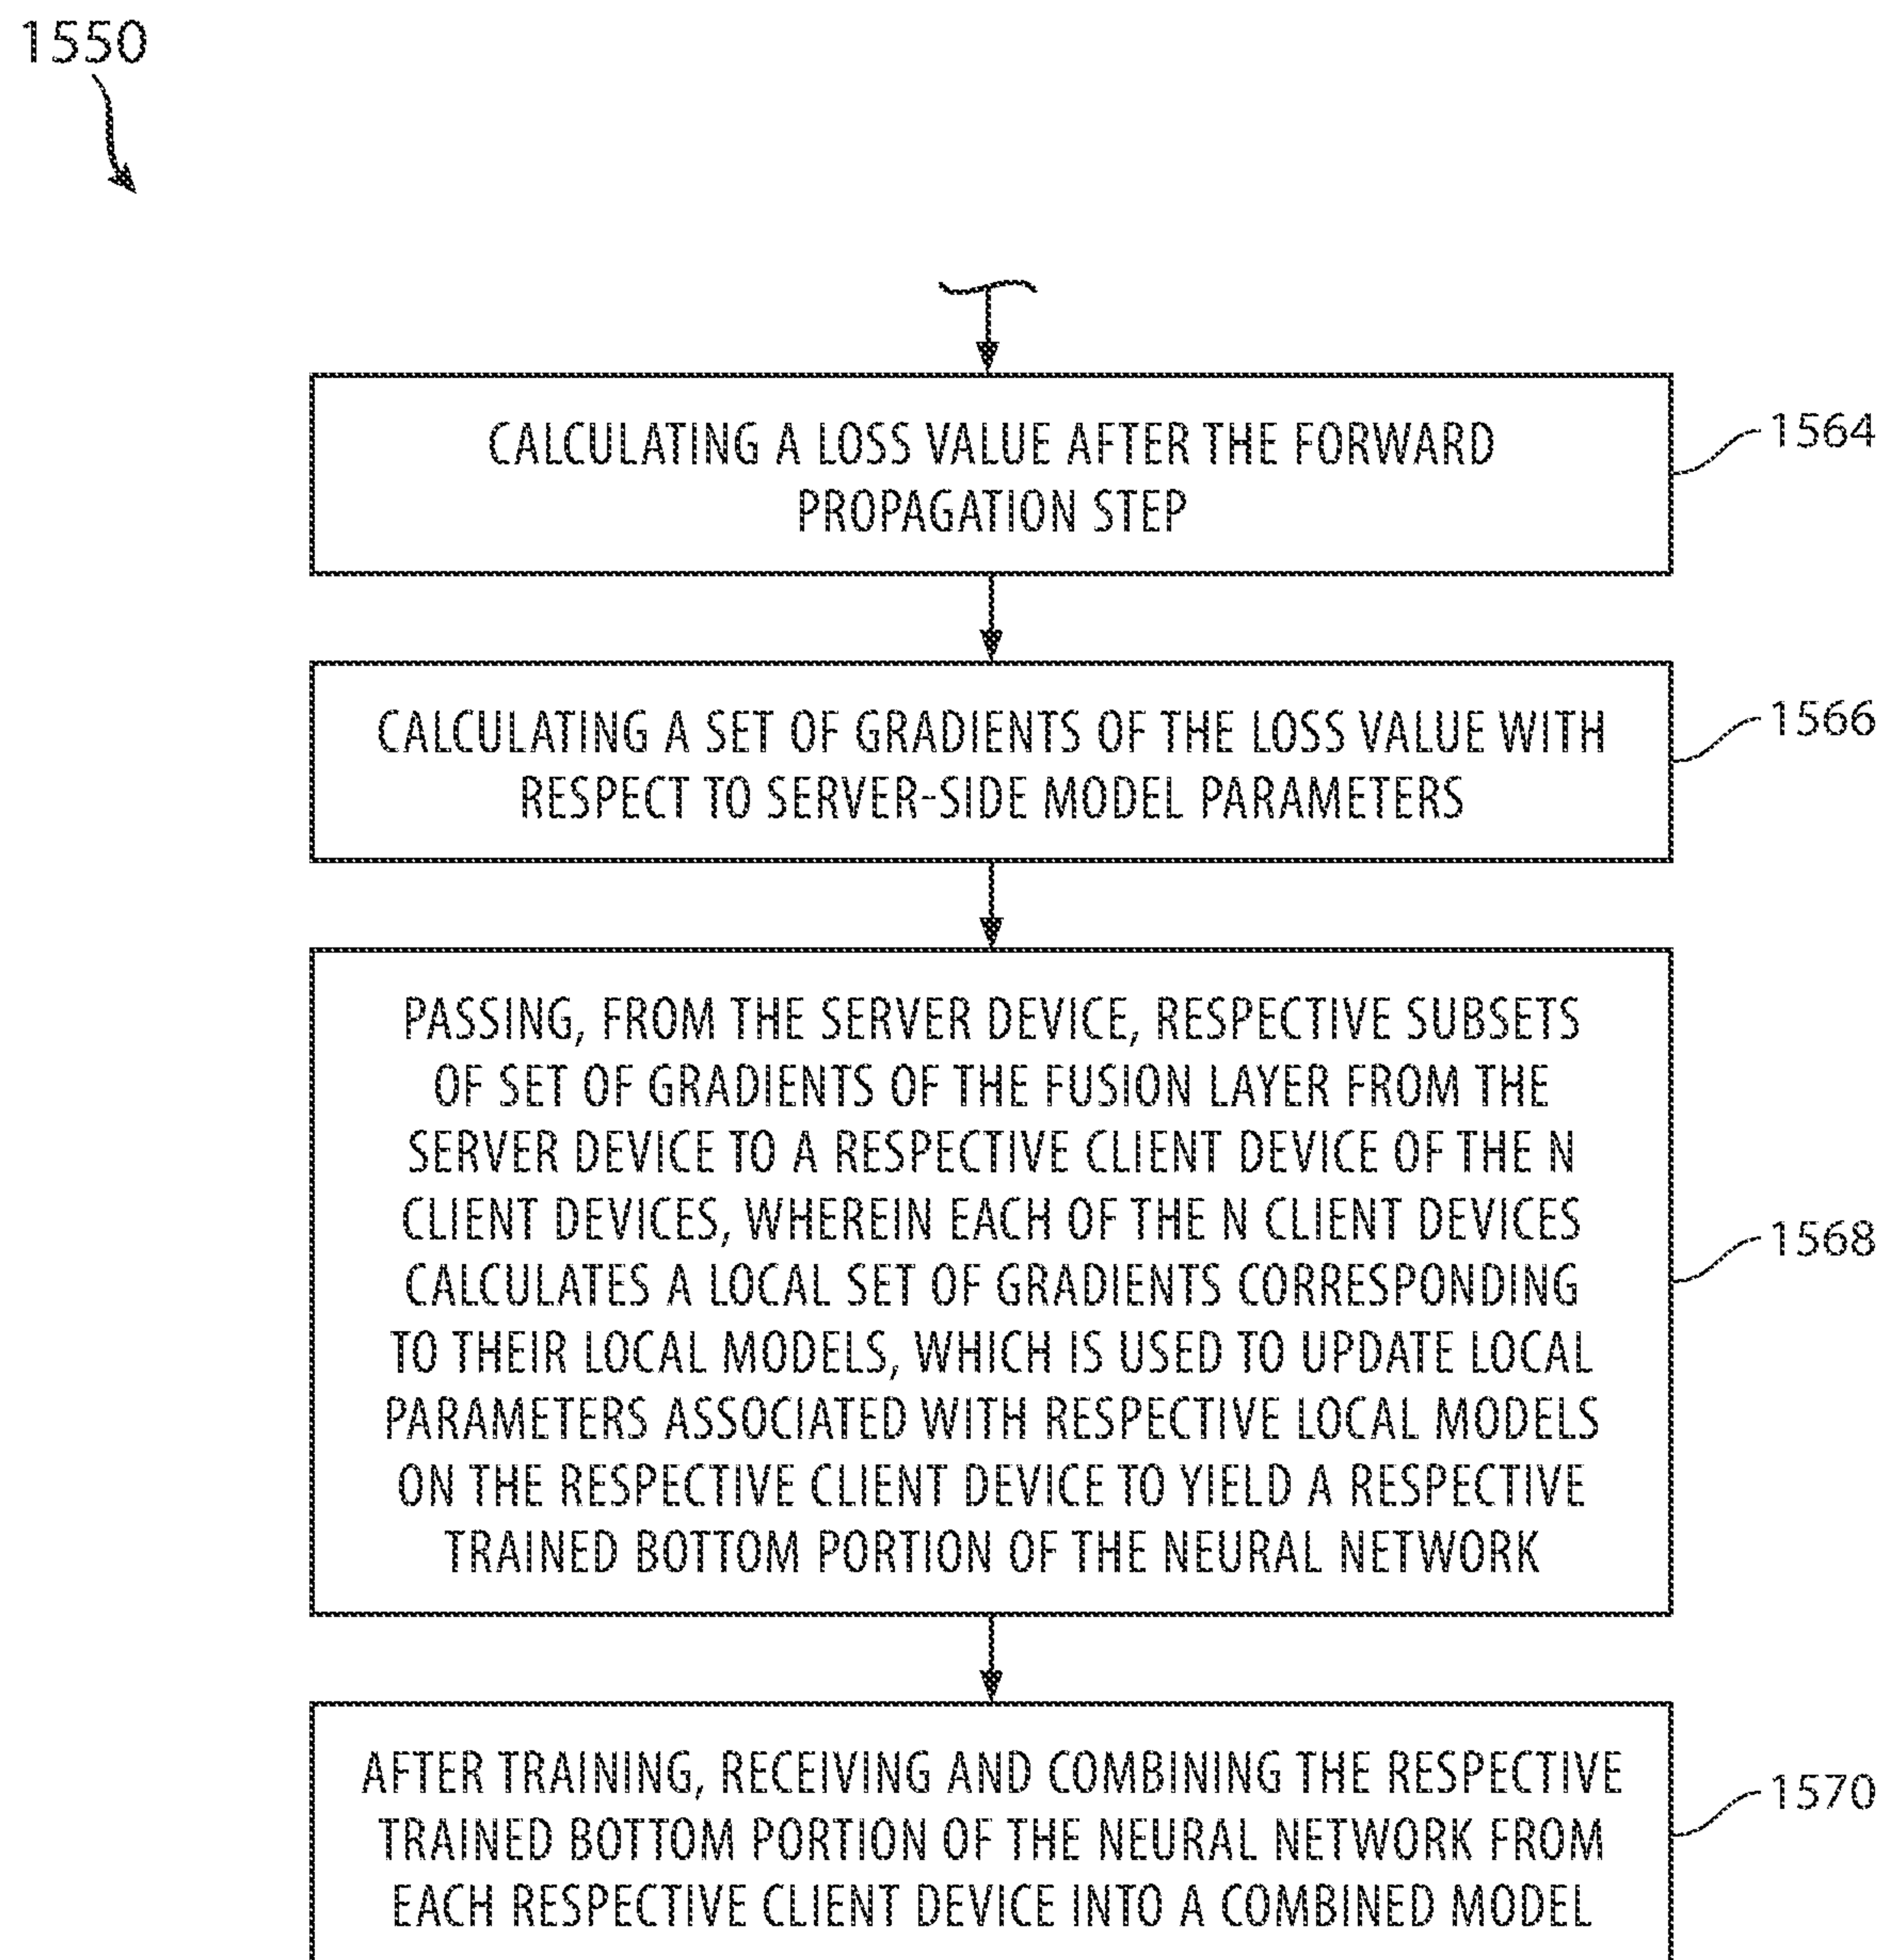 1550
CALCULATING A LOSS VALUE AFTER THE FORWARD
PROPAGATION STEP
1564
CALCULATING A SET OF GRADIENTS OF THE LOSS VALUE WITH
RESPECT TO SERVER-SIDE MODEL PARAMETERS
1566
PASSING, FROM THE SERVER DEVICE, RESPECTIVE SUBSETS
OF SET OF GRADIENTS OF THE FUSION LAYER FROM THE
SERVER DEVICE TO A RESPECTIVE CLIENT DEVICE OF THE N
CLIENT DEVICES, WHEREIN EACH OF THE N CLIENT DEVICES
CALCULATES A LOCAL SET OF GRADIENTS CORRESPONDING
TO THEIR LOCAL MODELS, WHICH IS USED TO UPDATE LOCAL
PARAMETERS ASSOCIATED WITH RESPECTIVE LOCAL MODELS
ON THE RESPECTIVE CLIENT DEVICE TO YIELD A RESPECTIVE
TRAINED BOTTOM PORTION OF THE NEURAL NETWORK
1568
AFTER TRAINING, RECEIVING AND COMBINING THE RESPECTIVE
TRAINED BOTTOM PORTION OF THE NEURAL NETWORK FROM
EACH RESPECTIVE CLIENT DEVICE INTO A COMBINED MODEL
1570